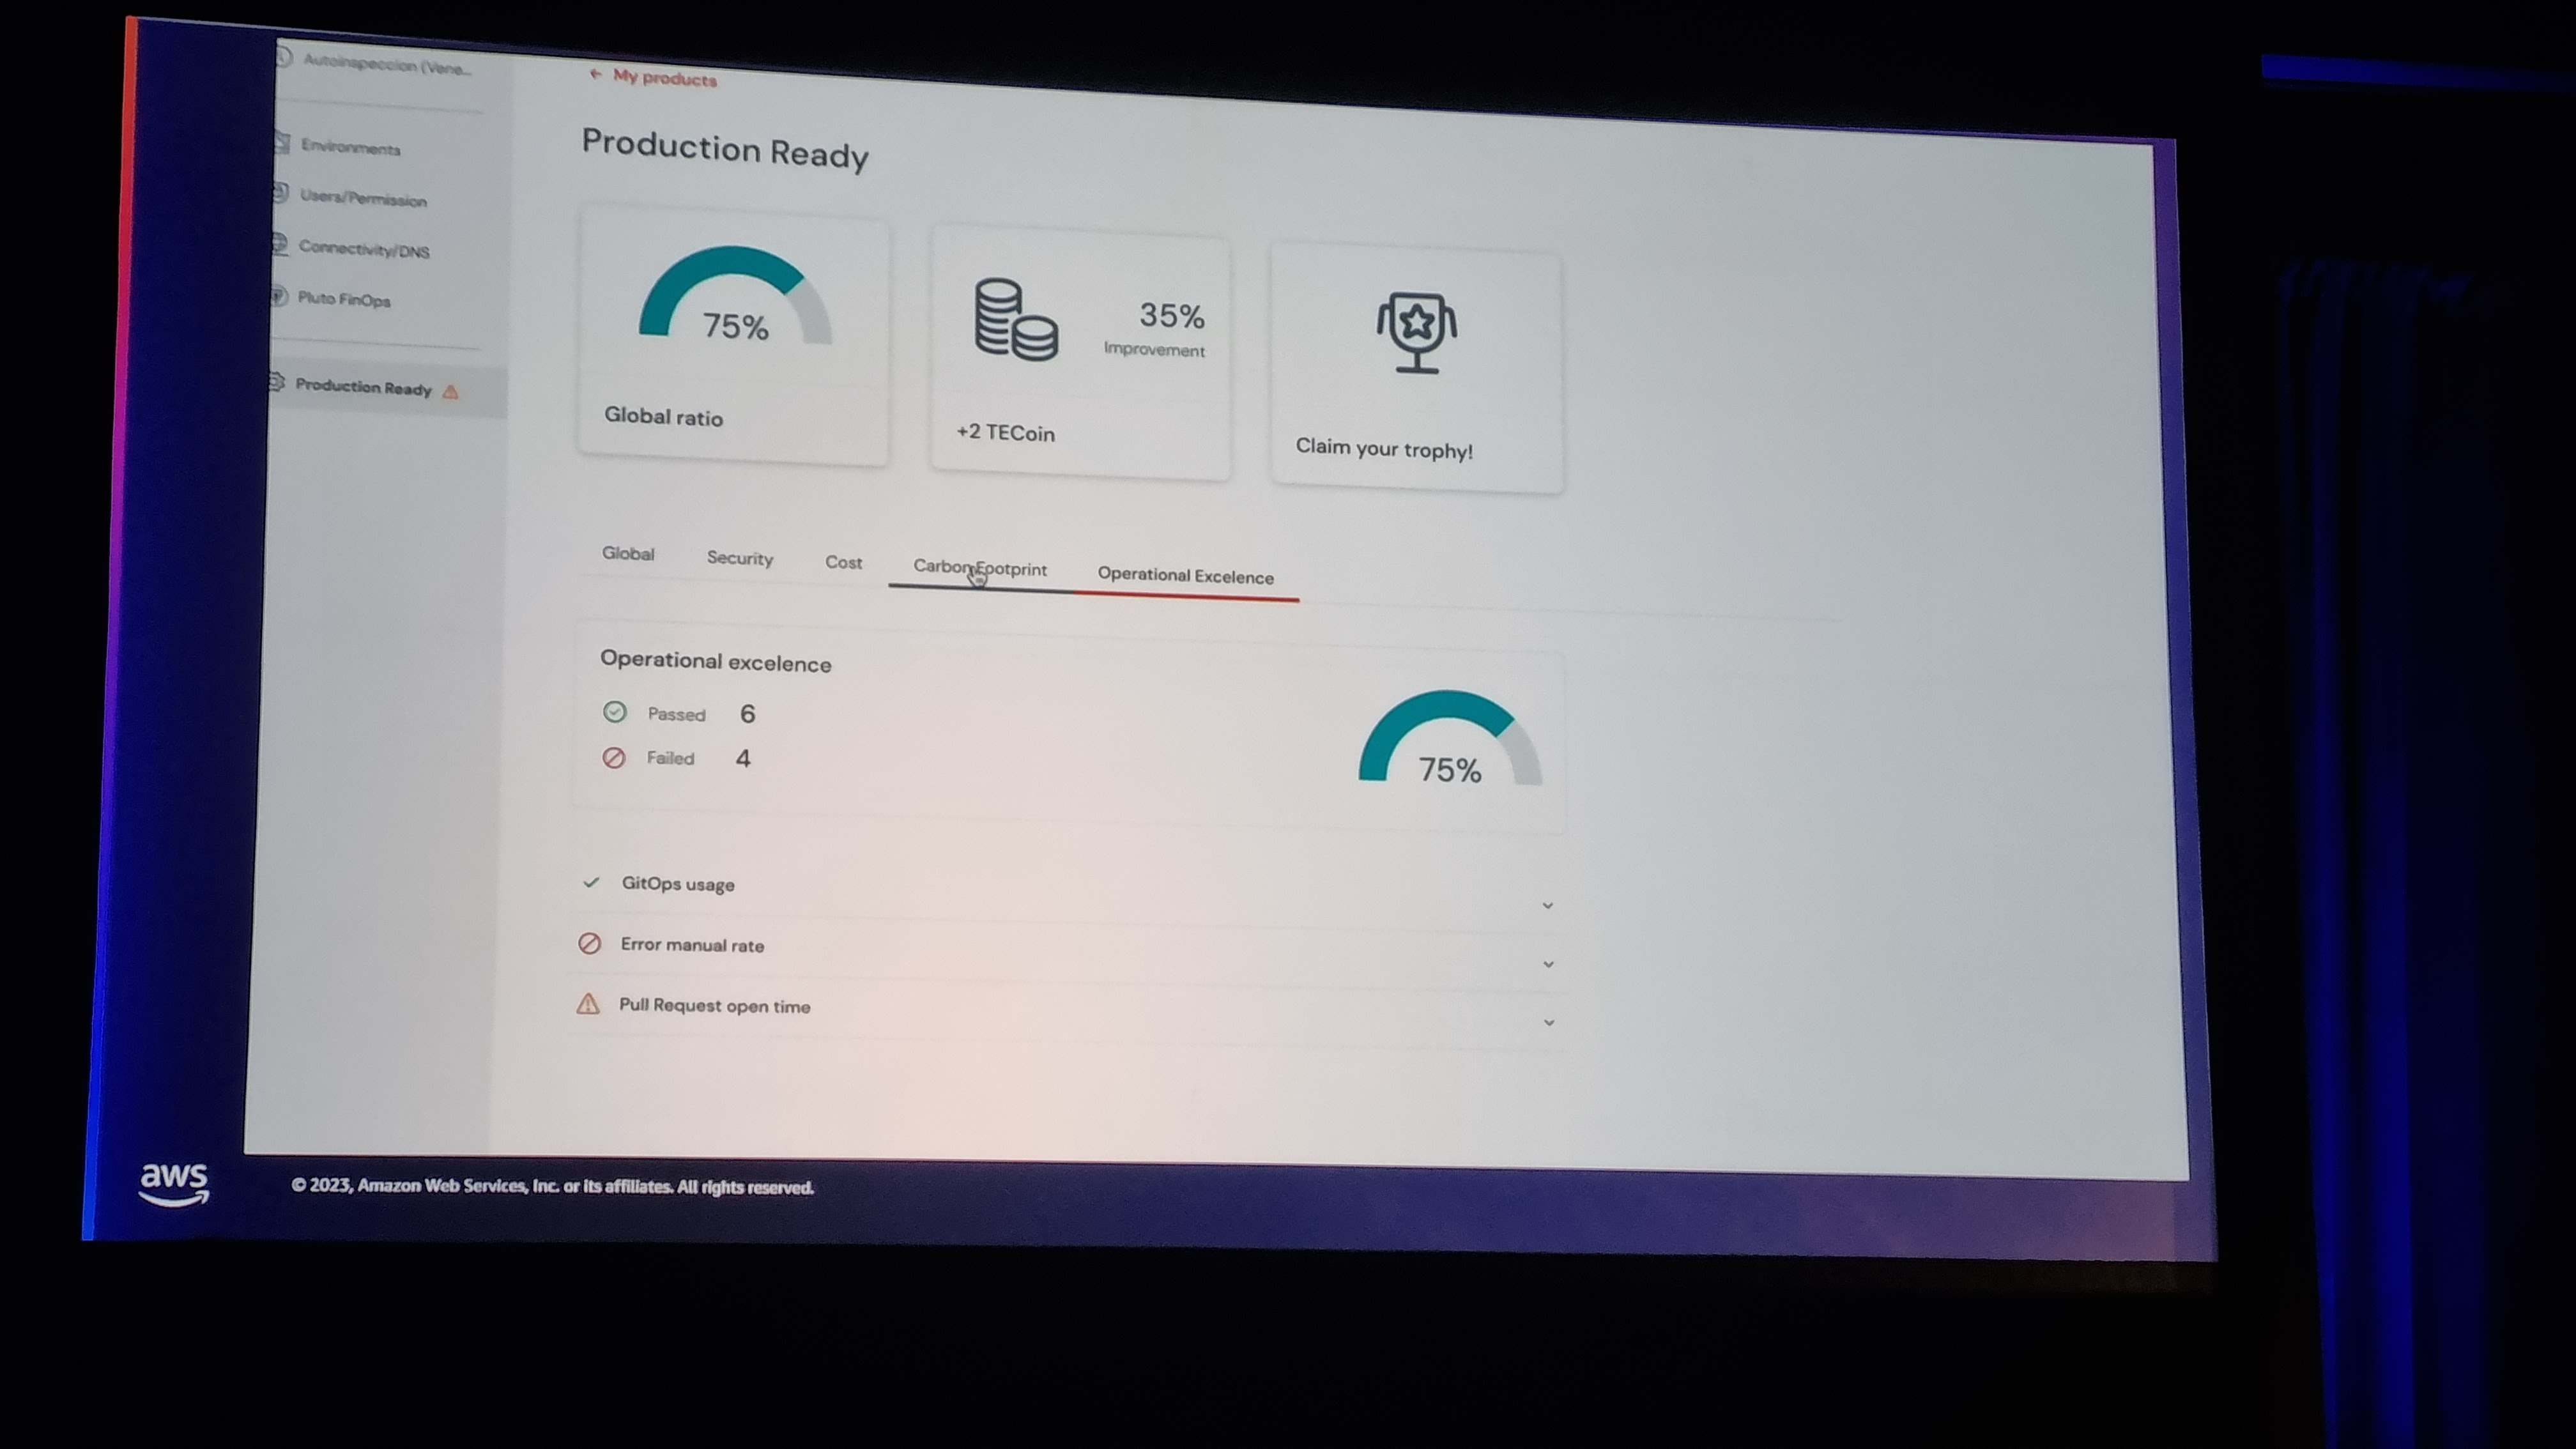 Autoinspeccion (Vene...
Environments
Users/Permission
Connectivity/DNS
Pluto FinOps
Production Ready
← My products
Production Ready
75%
Global ratio
35%
Improvement
+2 TECoin
Claim your trophy!
Global Security Cost Carbon Footprint Operational Excelence
Operational excelence
Passed 6
Failed 4
75%
GitOps usage
Error manual rate
Pull Request open time
aws
© 2023, Amazon Web Services, Inc. or its affiliates. All rights reserved.